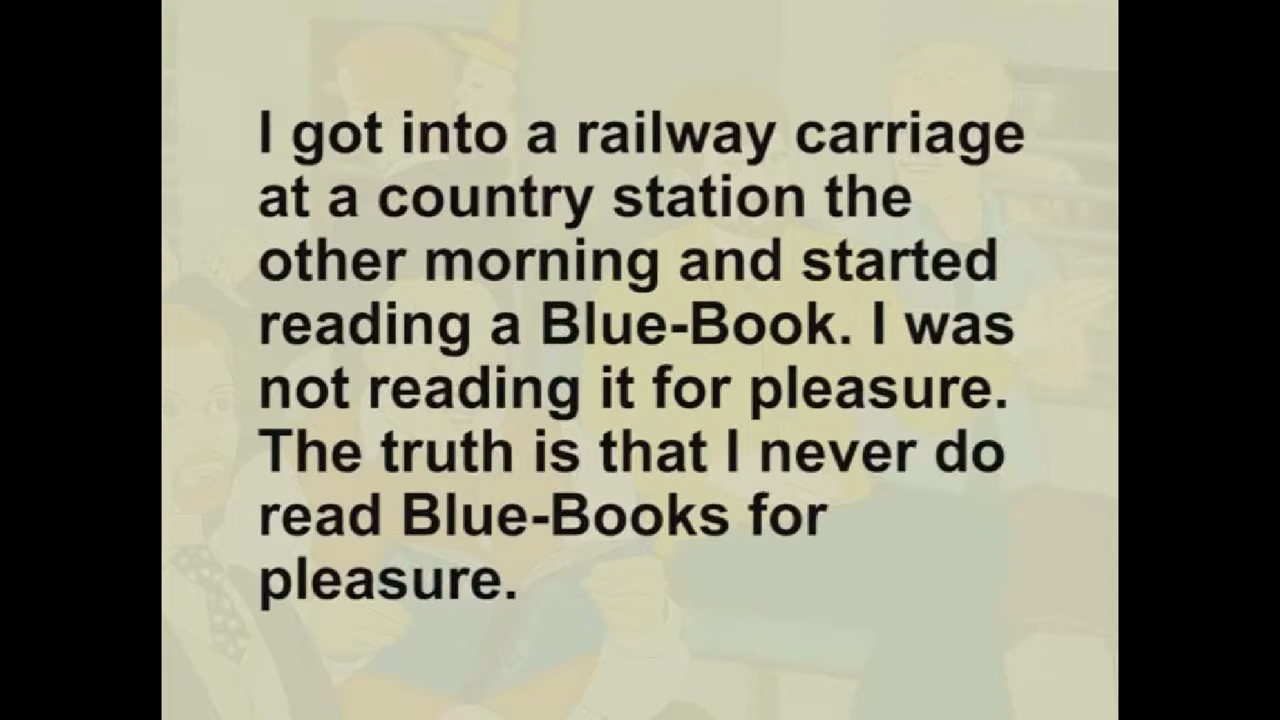 I got into a railway carriage
at a country station the
other morning and started
reading a Blue-Book. I was
not reading it for pleasure.
The truth is that I never do
read Blue-Books for
pleasure.